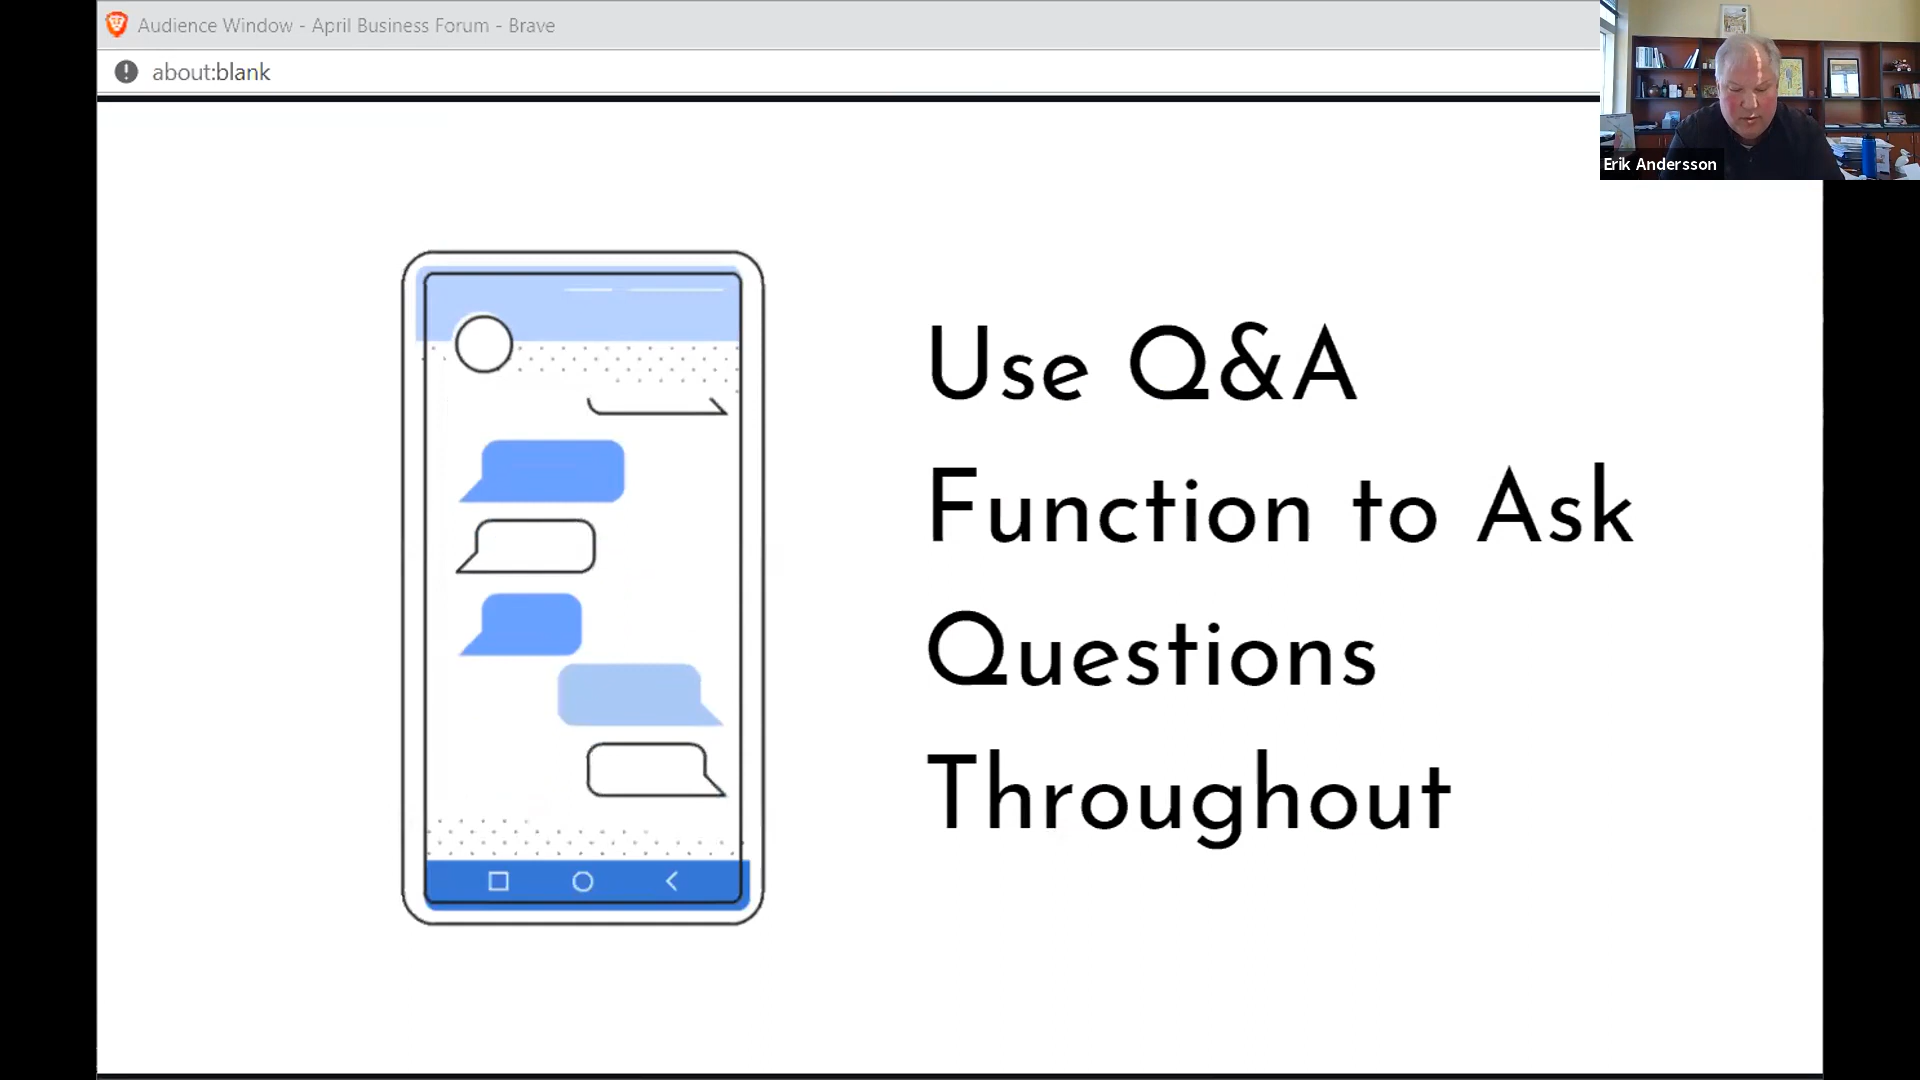 Audience Window - April Business Forum - Brave
about:blank
Erik Andersson
Use Q&A
Function to Ask
Questions
Throughout